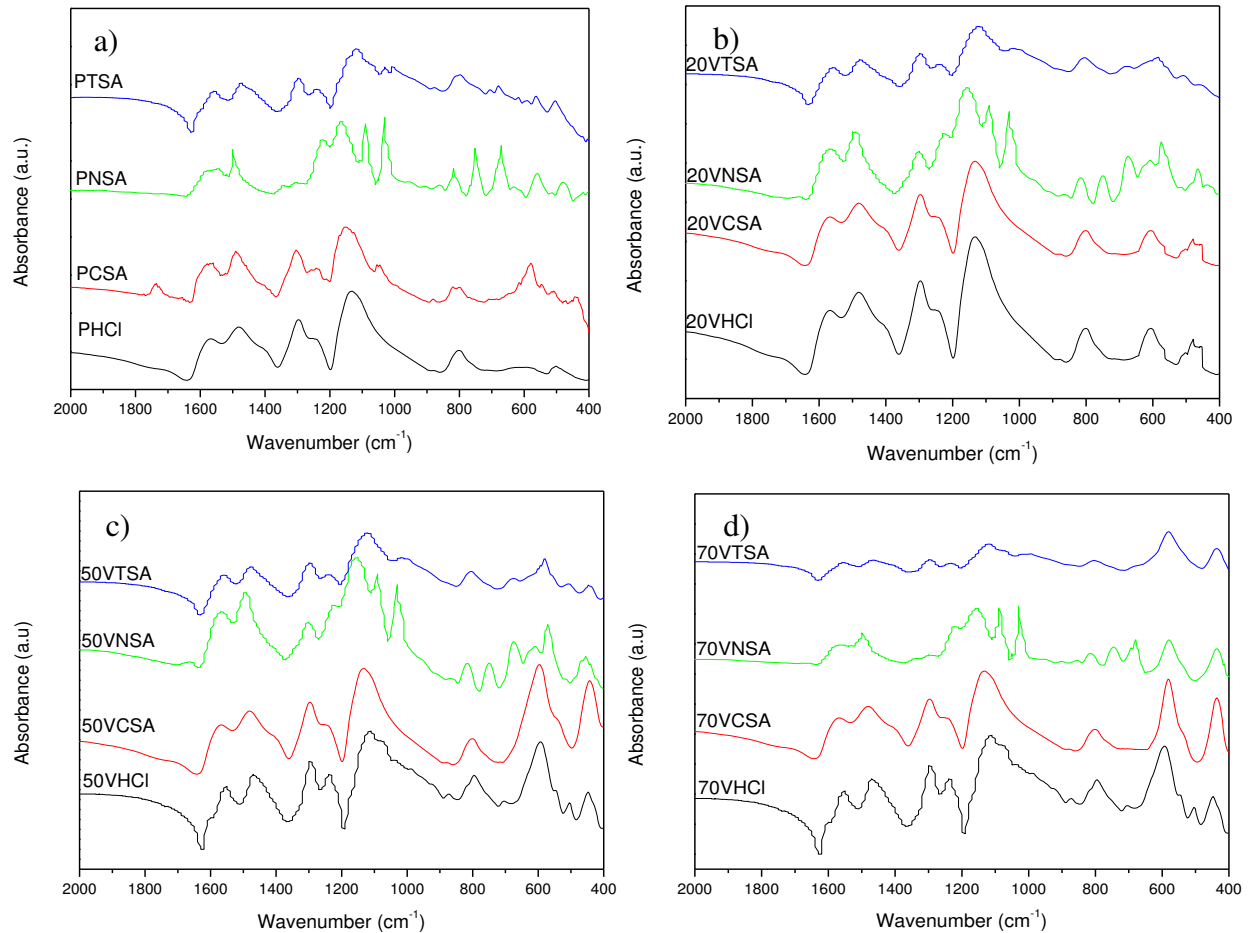 a)
PTSA
PNSA
PCSA
PHCl
Absorbance (a.u.)
2000 1800 1600 1400 1200 1000 800 600 400
Wavenumber (cm⁻¹)
b)
20VTSA
20VNSA
20VCSA
20VHCl
Absorbance (a.u.)
2000 1800 1600 1400 1200 1000 800 600 400
Wavenumber (cm⁻¹)
c)
50VTSA
50VNSA
50VCSA
50VHCl
Absorbance (a.u)
2000 1800 1600 1400 1200 1000 800 600 400
Wavenumber (cm⁻¹)
d)
70VTSA
70VNSA
70VCSA
70VHCl
Absorbance (a.u)
2000 1800 1600 1400 1200 1000 800 600 400
Wavenumber (cm⁻¹)